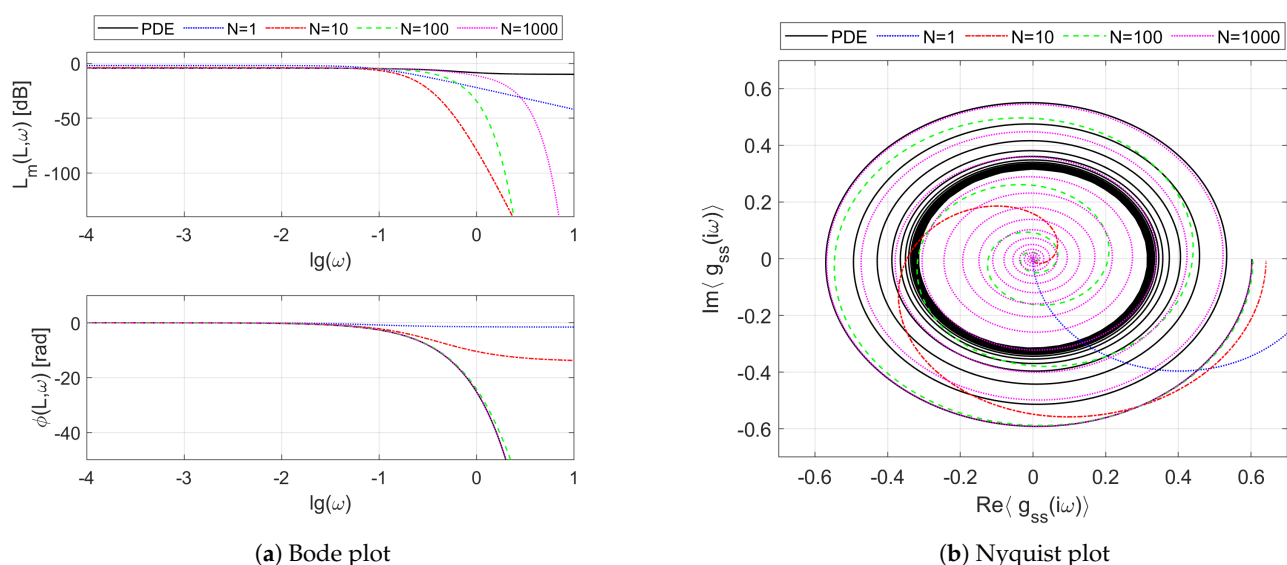 PDE N=1 N=10 N=100 N=1000
0
-50
-100
L_m(L,ω) [dB]
-4 -3 -2 -1 0 1
lg(ω)
0
-20
-40
ϕ(L,ω) [rad]
-4 -3 -2 -1 0 1
lg(ω)
(a) Bode plot
PDE N=1 N=10 N=100 N=1000
0.6
0.4
0.2
0
-0.2
-0.4
-0.6
Im⟨ g_ss(iω)⟩
-0.6 -0.4 -0.2 0 0.2 0.4 0.6
Re⟨ g_ss(iω)⟩
(b) Nyquist plot